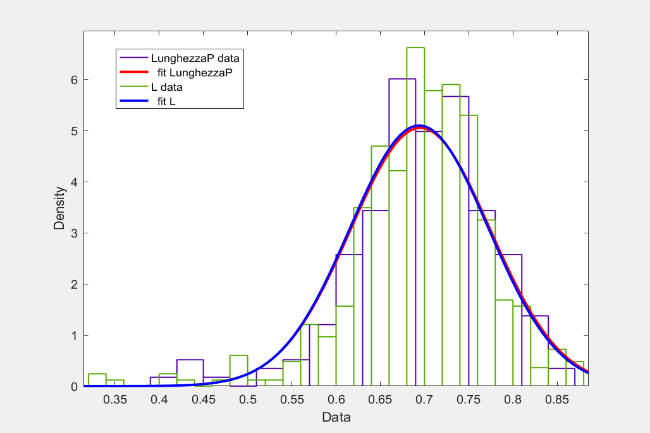 LunghezzaP data
fit LunghezzaP
L data
fit L
6
5
4
3
2
1
0
Density
0.35 0.4 0.45 0.5 0.55 0.6 0.65 0.7 0.75 0.8 0.85
Data